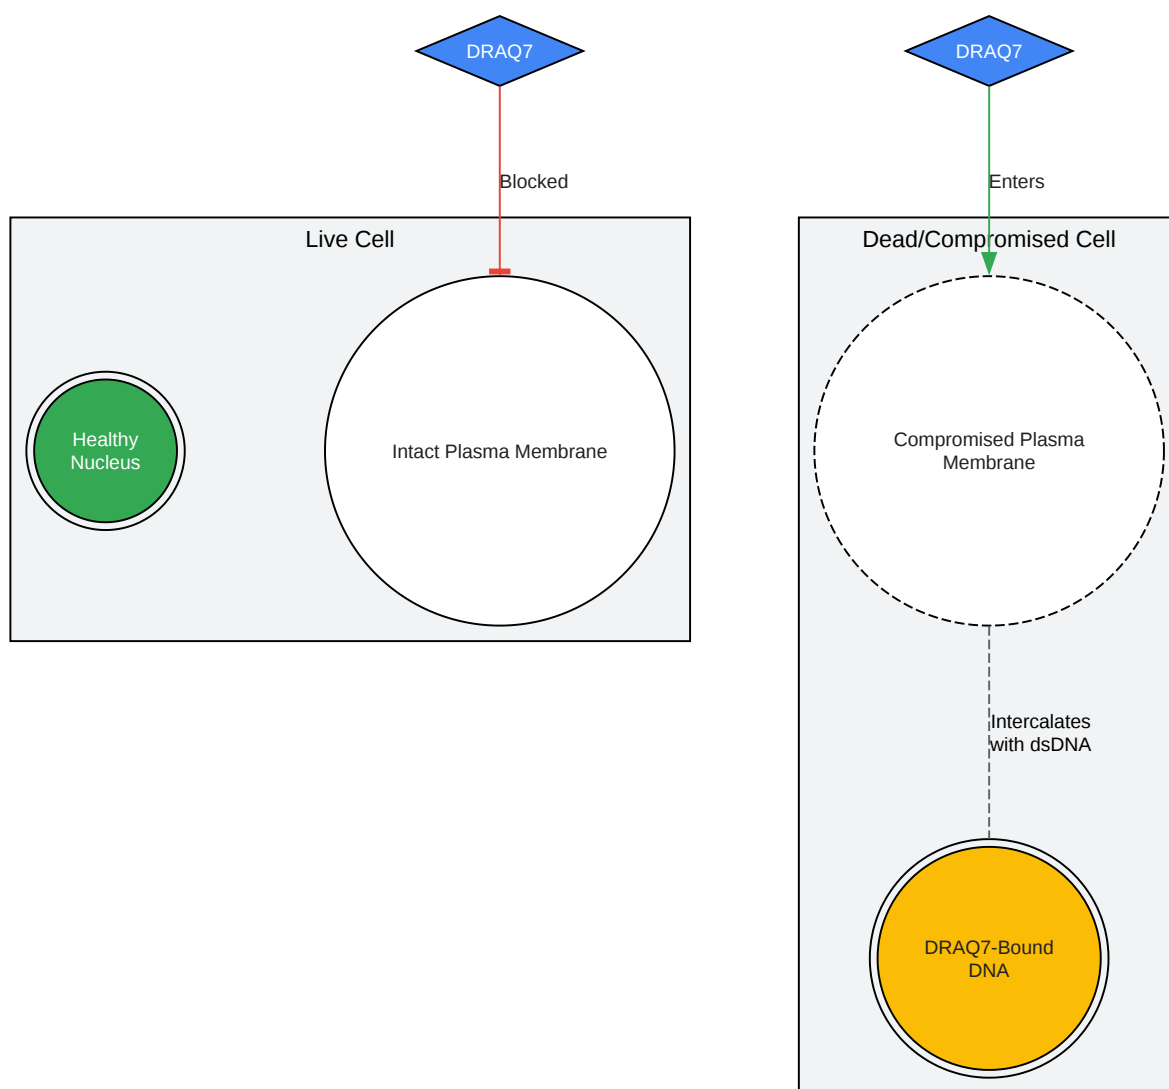 DRAQ7
DRAQ7
Blocked
Enters
Live Cell
Dead/Compromised Cell
Healthy
Nucleus
Intact Plasma Membrane
Compromised Plasma
Membrane
Intercalates
with dsDNA
DRAQ7-Bound
DNA